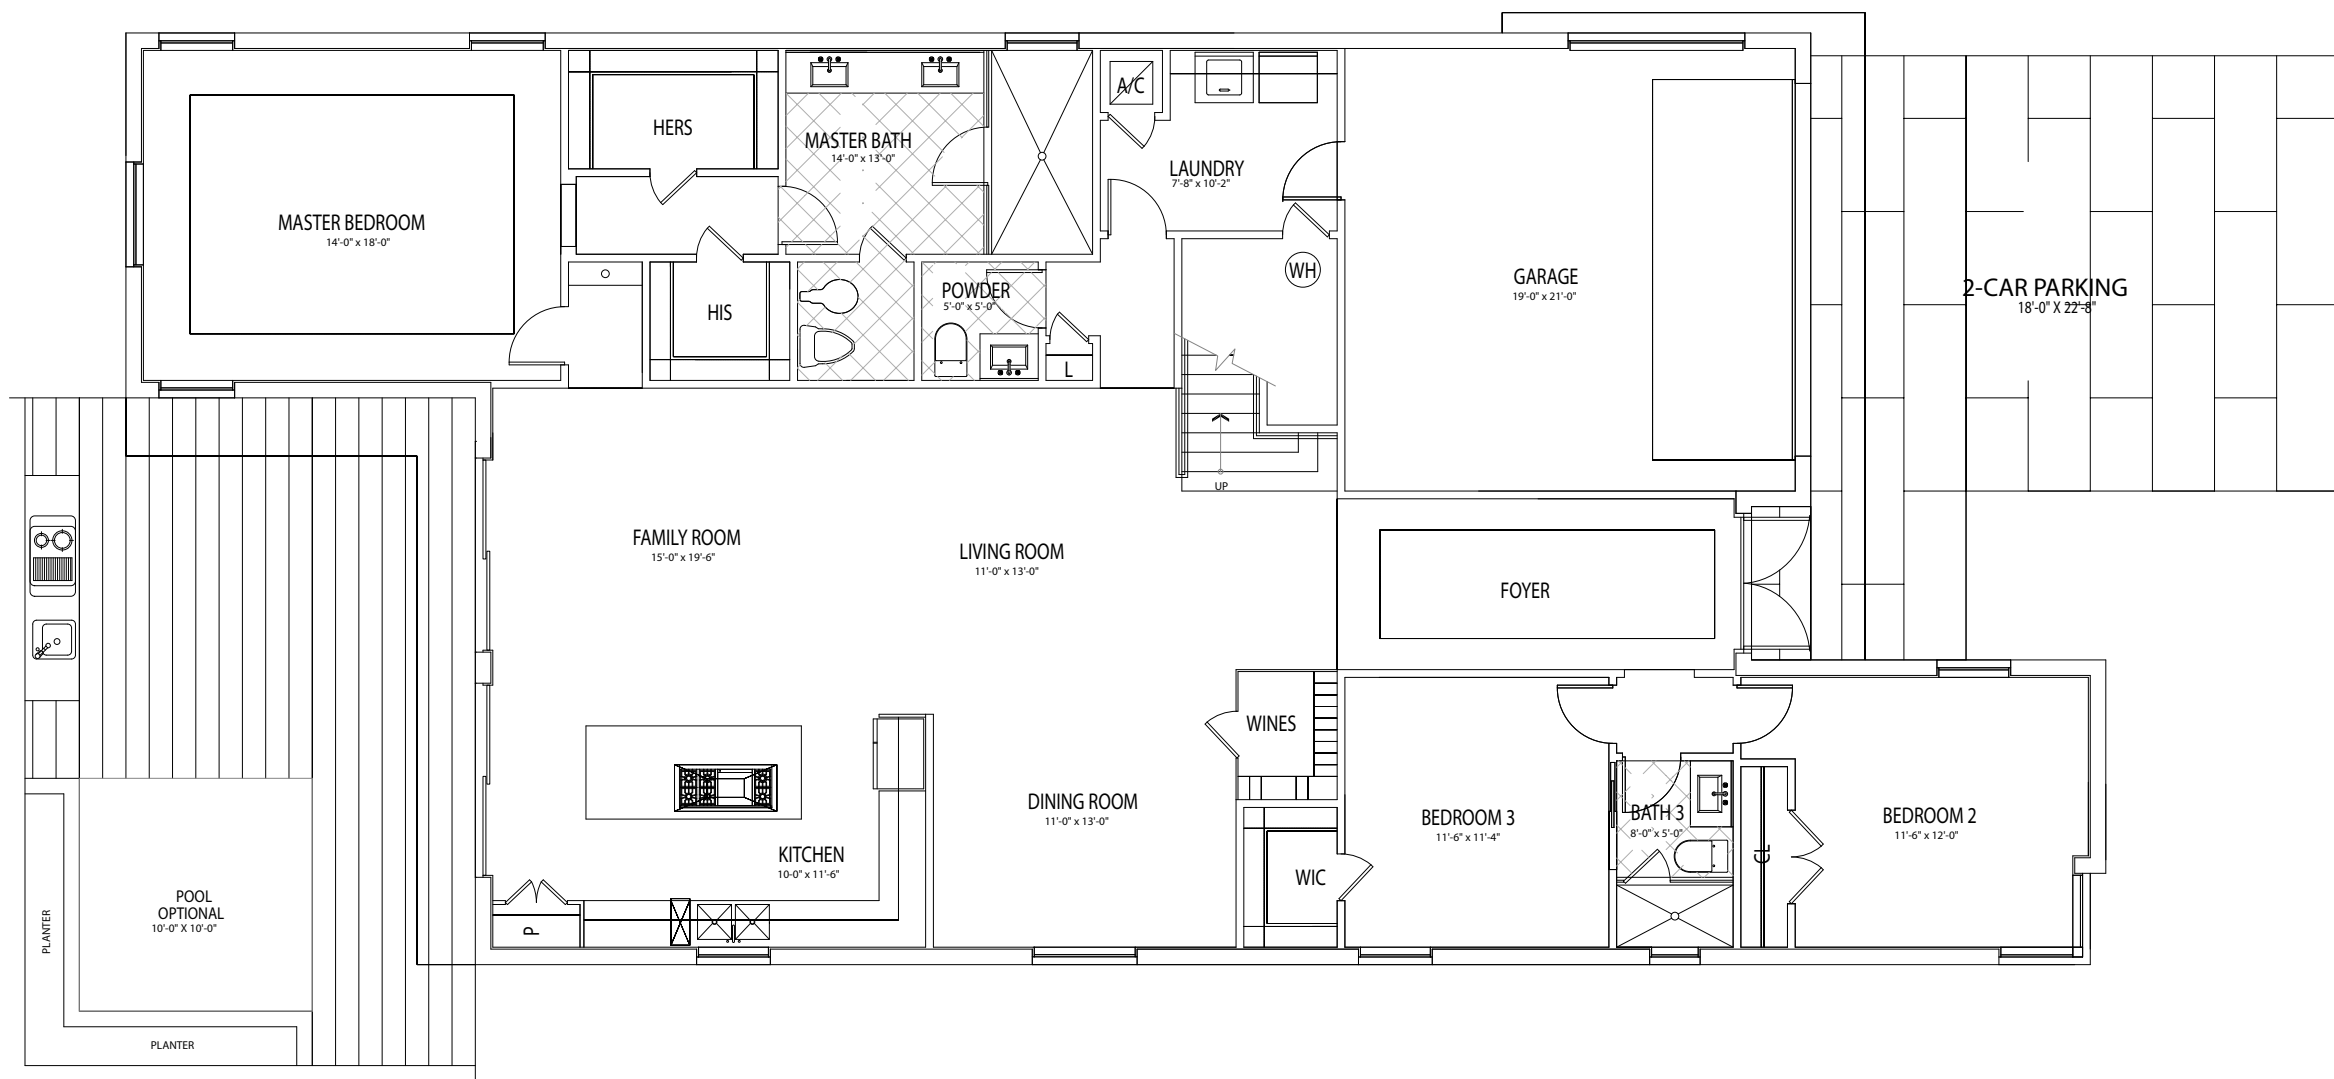 HERS
MASTER BATH
14'-0" x 13'-0"
A/C
LAUNDRY
7'-8" x 10'-2"
MASTER BEDROOM
14'-0" x 18'-0"
HIS
POWDER
5'-0" x 5'-0"
L
WH
GARAGE
19'-0" x 21'-0"
2-CAR PARKING
18'-0" X 22'-8"
UP
FAMILY ROOM
15'-0" x 19'-6"
LIVING ROOM
11'-0" x 13'-0"
FOYER
WINES
DINING ROOM
11'-0" x 13'-0"
KITCHEN
10-0" x 11'-6"
P
WIC
BEDROOM 3
11'-6" x 11'-4"
BATH 3
8'-0" x 5'-0"
CL
BEDROOM 2
11'-6" x 12'-0"
POOL
OPTIONAL
10'-0" X 10'-0"
PLANTER
PLANTER